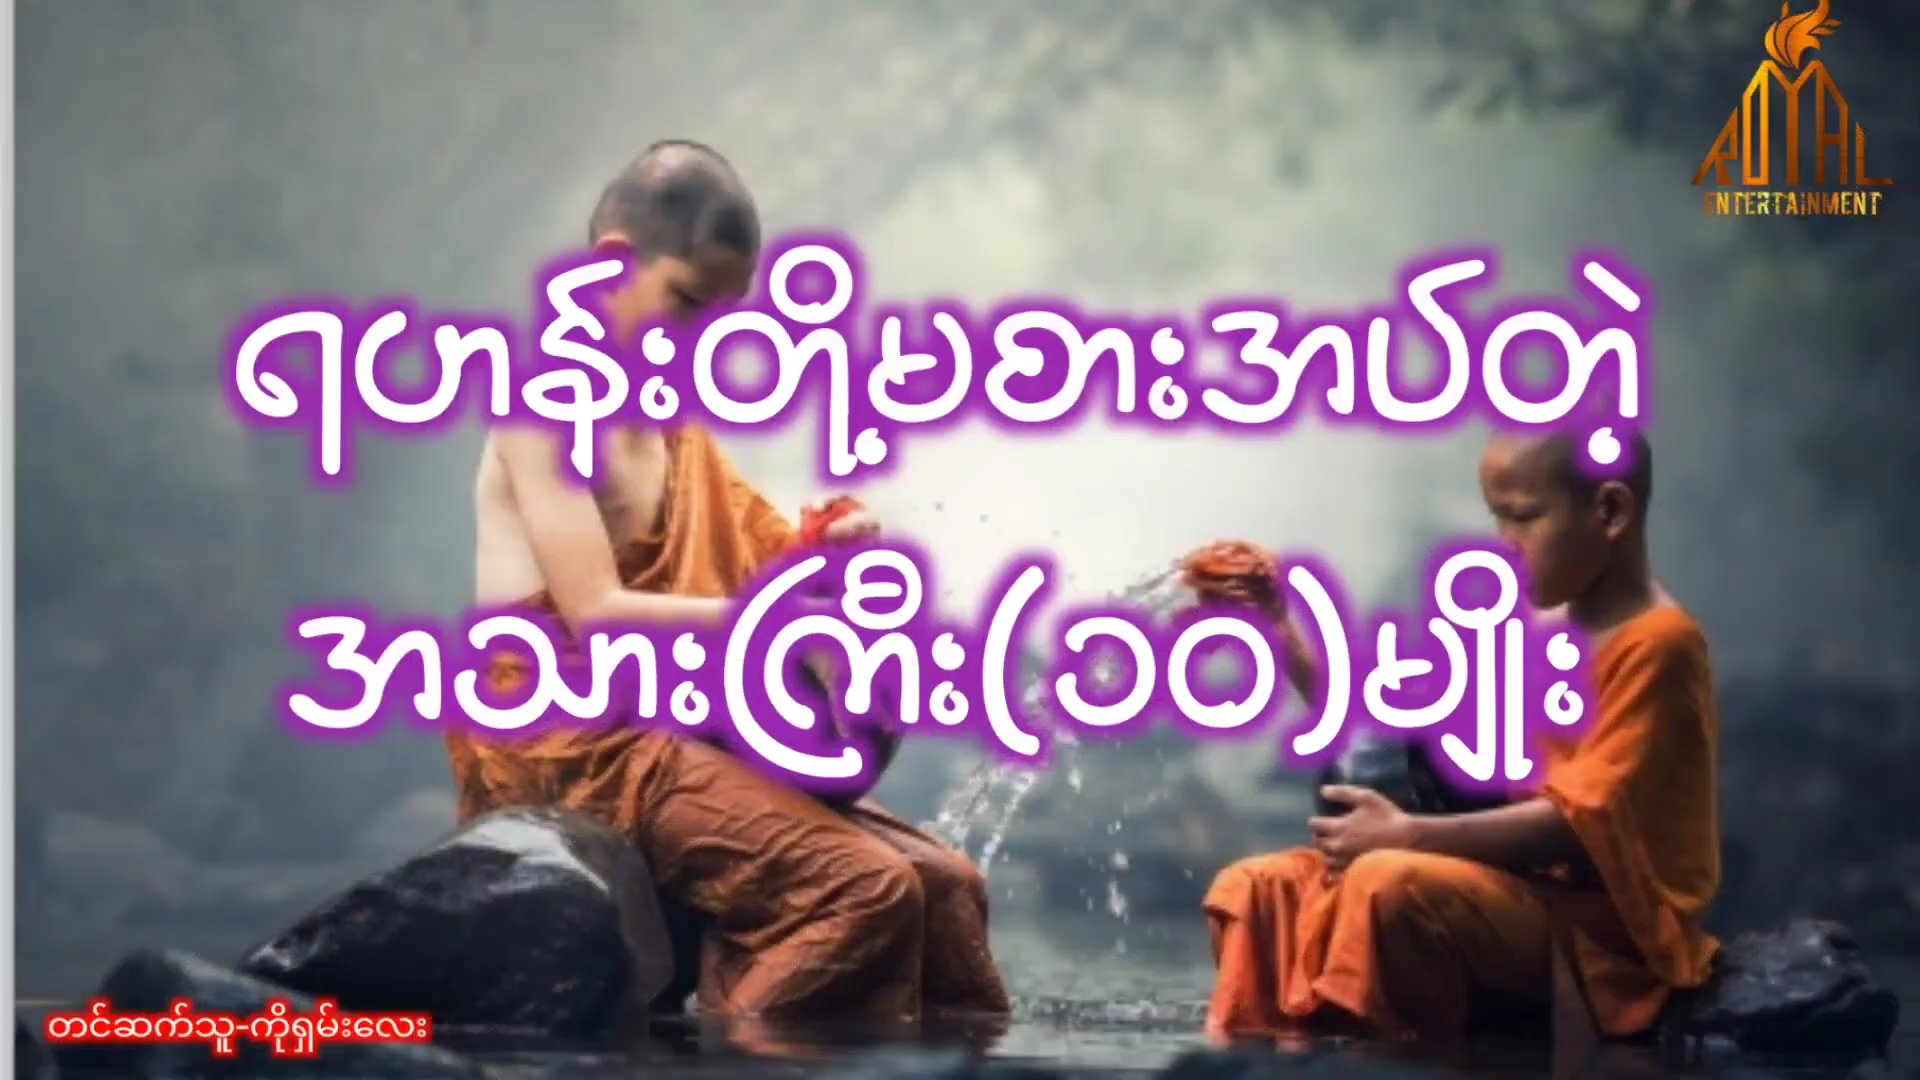 ROYAL
ENTERTAINMENT
ရဟန်းတို့မစားအပ်တဲ့
အသားကြီး(၁၀)မျိုး
တင်ဆက်သူ-ကိုရှမ်းလေး